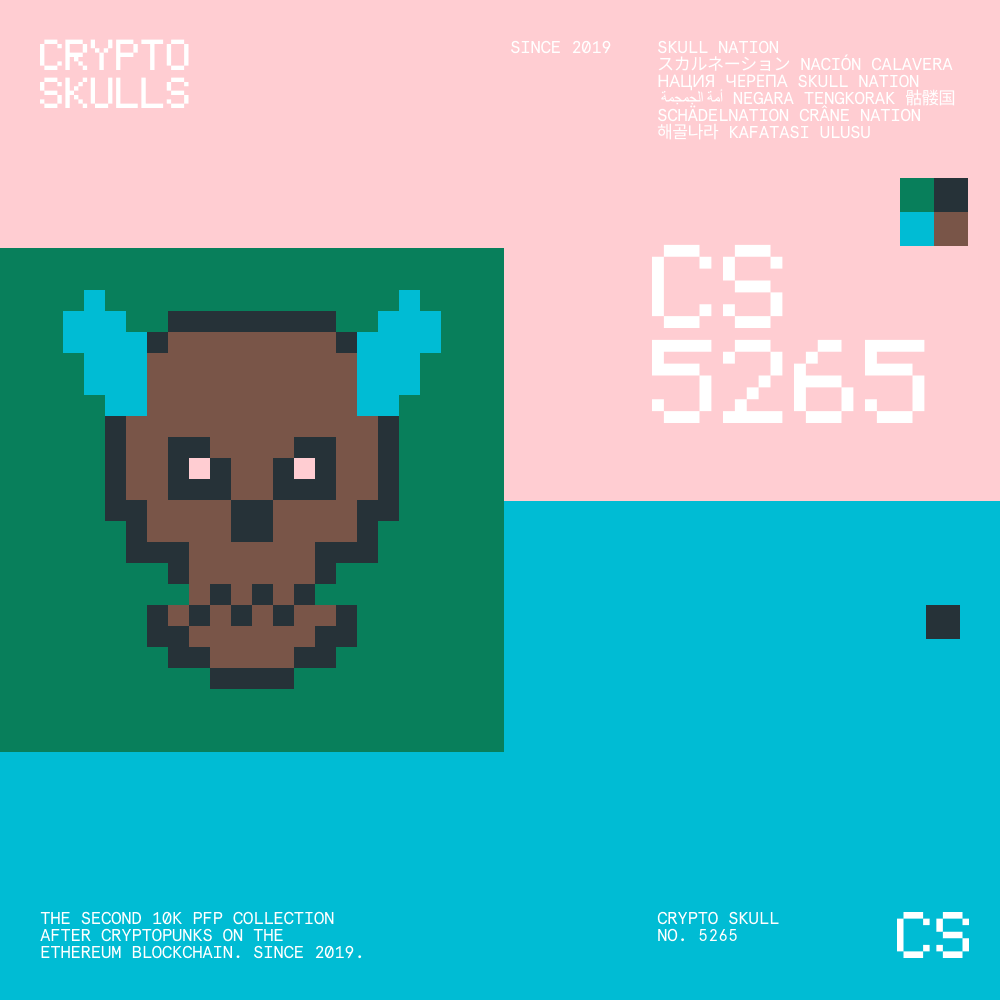 CRYPTO
SKULLS
SINCE 2019
SKULL NATION
スカルネーション NACIÓN CALAVERA
НАЦИЯ ЧЕРЕПА SKULL NATION
أمة الجمجمة NEGARA TENGKORAK 骷髅国
SCHÄDELNATION CRÂNE NATION
해골나라 KAFATASI ULUSU
CS
5265
THE SECOND 10K PFP COLLECTION
AFTER CRYPTOPUNKS ON THE
ETHEREUM BLOCKCHAIN. SINCE 2019.
CRYPTO SKULL
NO. 5265
CS